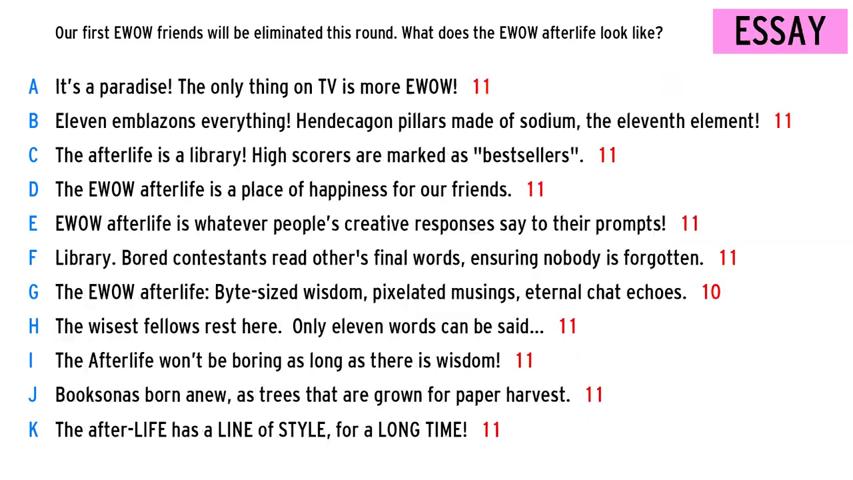 Our first EWOW friends will be eliminated this round. What does the EWOW afterlife look like?
ESSAY
A It's a paradise! The only thing on TV is more EWOW! 11
B Eleven emblazons everything! Hendecagon pillars made of sodium, the eleventh element! 11
C The afterlife is a library! High scorers are marked as "bestsellers". 11
D The EWOW afterlife is a place of happiness for our friends. 11
E EWOW afterlife is whatever people's creative responses say to their prompts! 11
F Library. Bored contestants read other's final words, ensuring nobody is forgotten. 11
G The EWOW afterlife: Byte-sized wisdom, pixelated musings, eternal chat echoes. 10
H The wisest fellows rest here. Only eleven words can be said... 11
I The Afterlife won't be boring as long as there is wisdom! 11
J Booksonas born anew, as trees that are grown for paper harvest. 11
K The after-LIFE has a LINE of STYLE, for a LONG TIME! 11